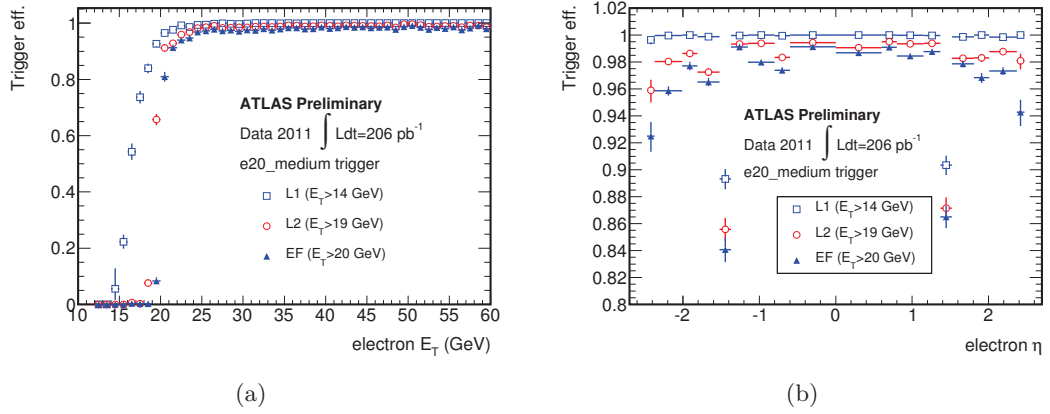 Trigger eff.
1
0.8
0.6
0.4
0.2
0
ATLAS Preliminary
Data 2011 ∫ Ldt=206 pb-1
e20_medium trigger
L1 (ET>14 GeV)
L2 (ET>19 GeV)
EF (ET>20 GeV)
10 15 20 25 30 35 40 45 50 55 60
electron ET (GeV)
(a)
Trigger eff.
1.02
1
0.98
0.96
0.94
0.92
0.9
0.88
0.86
0.84
0.82
0.8
ATLAS Preliminary
Data 2011 ∫ Ldt=206 pb-1
e20_medium trigger
L1 (ET>14 GeV)
L2 (ET>19 GeV)
EF (ET>20 GeV)
-2 -1 0 1 2
electron η
(b)